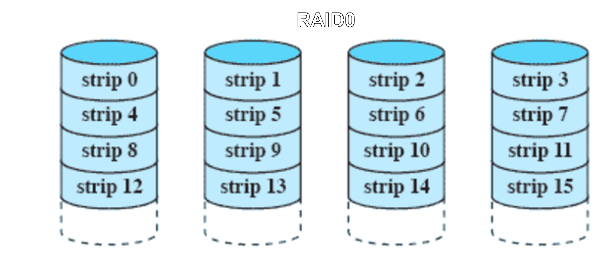 RAID0
strip 0 strip 1 strip 2 strip 3
strip 4 strip 5 strip 6 strip 7
strip 8 strip 9 strip 10 strip 11
strip 12 strip 13 strip 14 strip 15